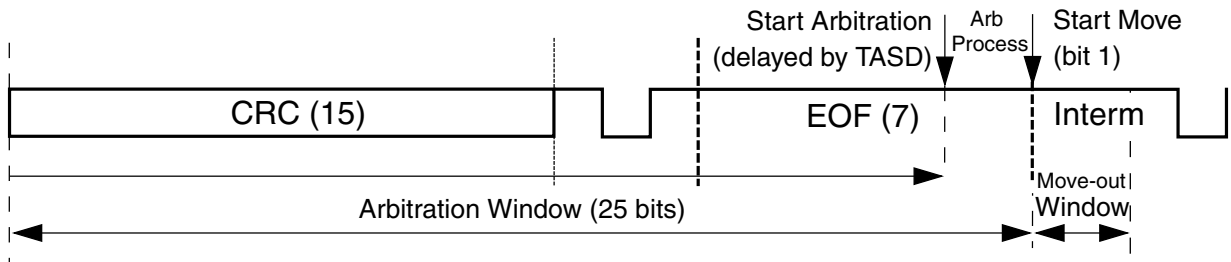 Start Arbitration
(delayed by TASD)
Arb
Process
Start Move
(bit 1)
CRC (15)
EOF (7)
Interm
Arbitration Window (25 bits)
Move-out
Window